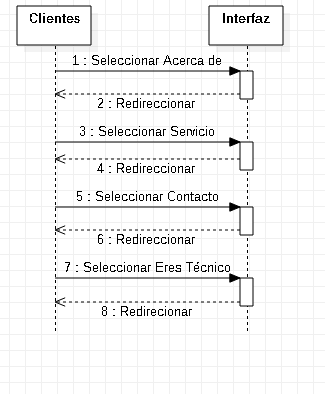 Clientes
Interfaz
1 : Seleccionar Acerca de
2 : Redireccionar
3 : Seleccionar Servicio
4 : Redireccionar
5 : Seleccionar Contacto
6 : Redireccionar
7 : Seleccionar Eres Técnico
8 : Redirecionar